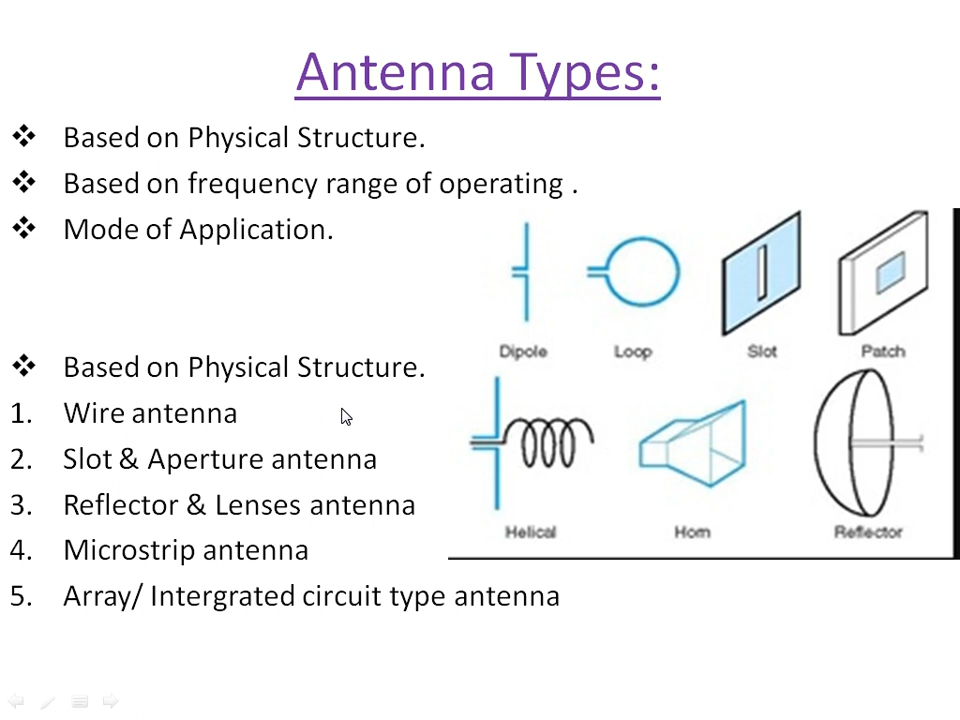 Antenna Types:
❖ Based on Physical Structure.
❖ Based on frequency range of operating .
❖ Mode of Application.
Dipole Loop Slot Patch
❖ Based on Physical Structure.
1. Wire antenna
2. Slot & Aperture antenna
3. Reflector & Lenses antenna
4. Microstrip antenna
5. Array/ Intergrated circuit type antenna
Helical Horn Reflector